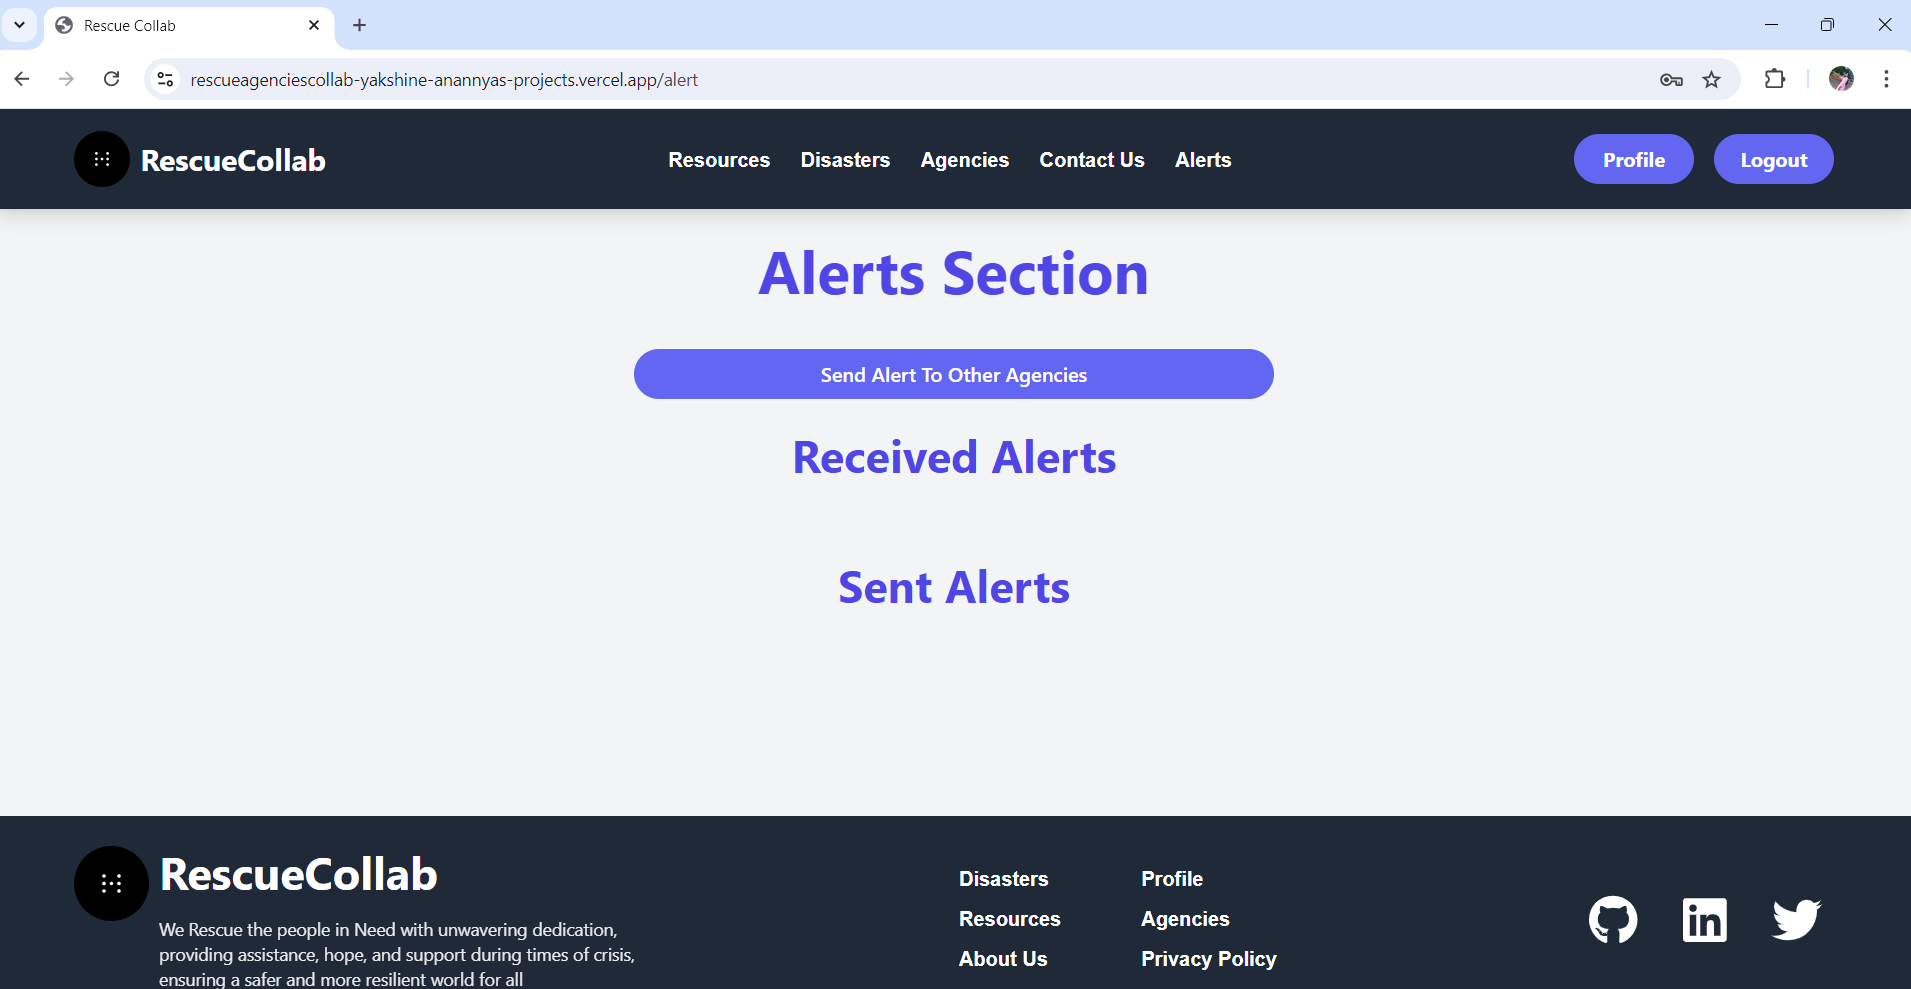 Rescue Collab
rescueagenciescollab-yakshine-anannyas-projects.vercel.app/alert
RescueCollab
Resources Disasters Agencies Contact Us Alerts
Profile Logout
Alerts Section
Send Alert To Other Agencies
Received Alerts
Sent Alerts
RescueCollab
We Rescue the people in Need with unwavering dedication,
providing assistance, hope, and support during times of crisis,
ensuring a safer and more resilient world for all
Disasters Profile
Resources Agencies
About Us Privacy Policy
in